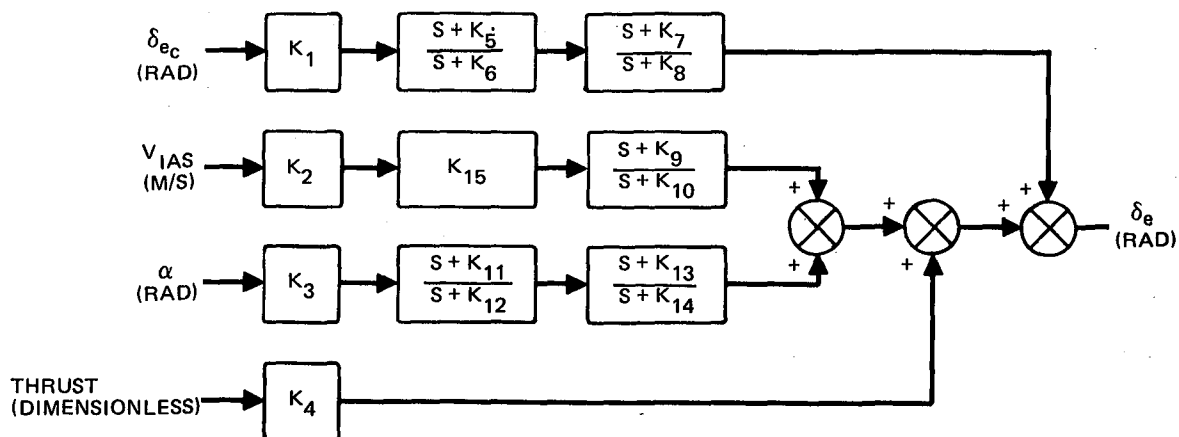 δec (RAD) K1 S + K5 / S + K6 S + K7 / S + K8
VIAS (M/S) K2 K15 S + K9 / S + K10
+ + + +
δe (RAD)
+ + 
α (RAD) K3 S + K11 / S + K12 S + K13 / S + K14
THRUST (DIMENSIONLESS) K4